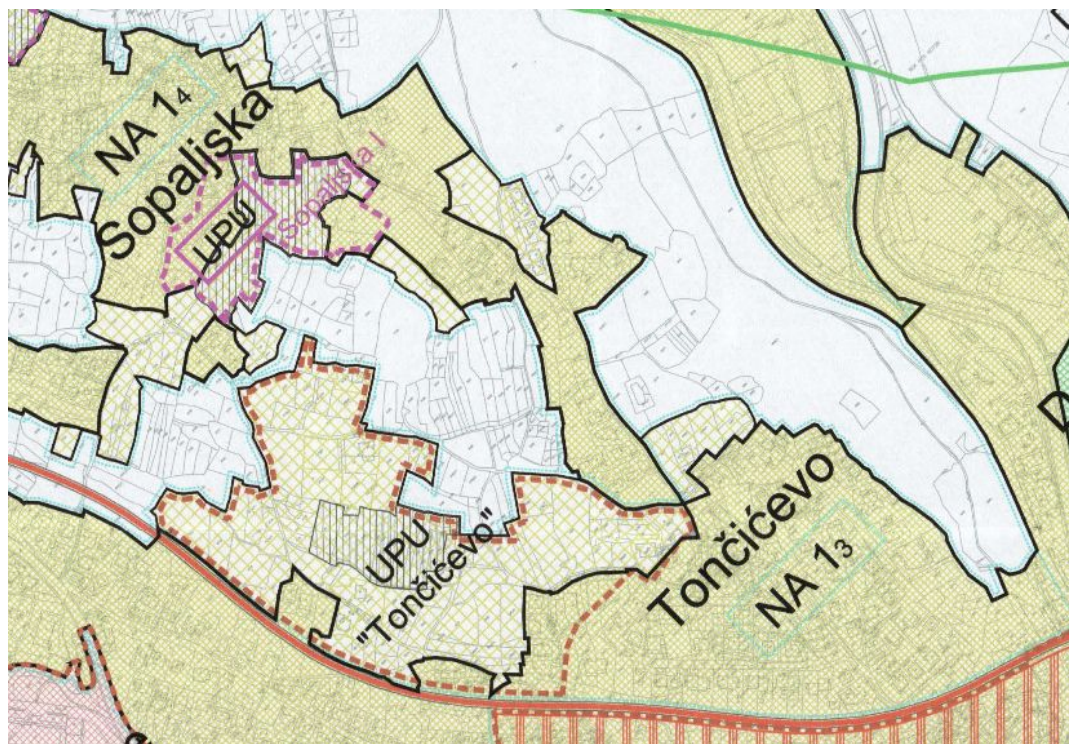 NA 1₄
Sopaljska
UPU
Sopaljska I
UPU
"Tončićevo"
Tončićevo
NA 1₃